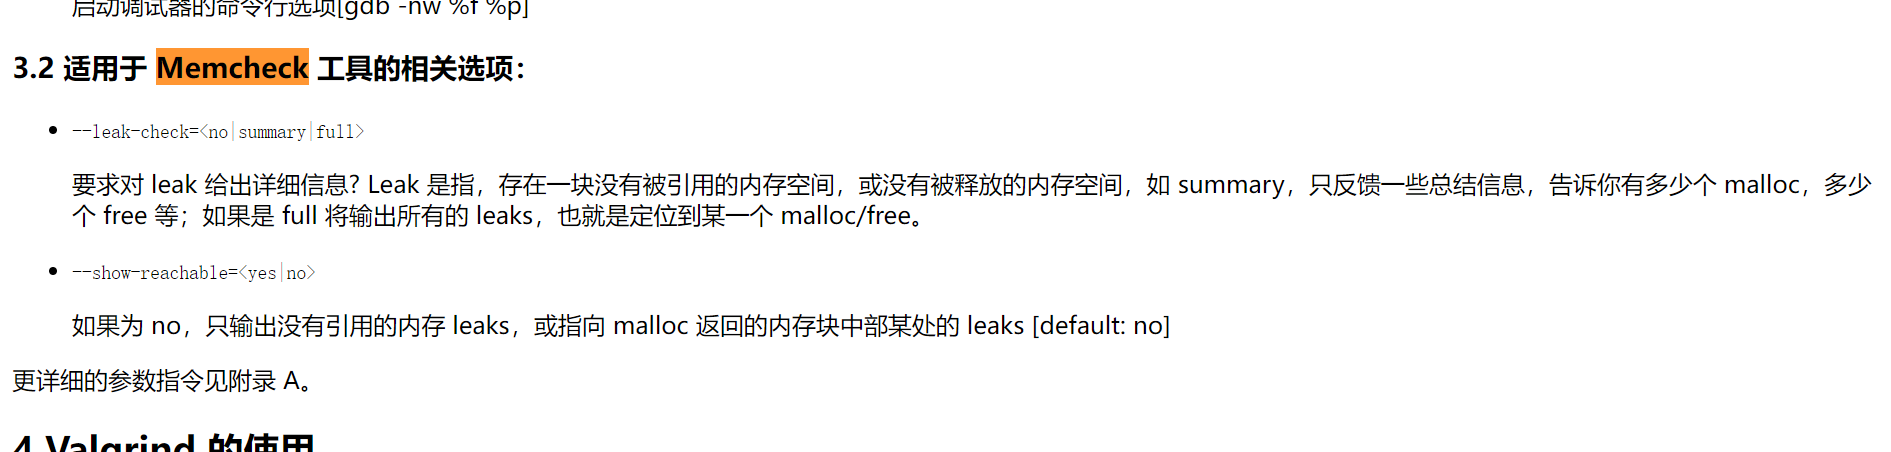 启动调试器的命令行选项[gdb -nw %f %p]
3.2 适用于 Memcheck 工具的相关选项：
--leak-check=<no|summary|full>
要求对 leak 给出详细信息? Leak 是指，存在一块没有被引用的内存空间，或没有被释放的内存空间，如 summary，只反馈一些总结信息，告诉你有多少个 malloc，多少
个 free 等；如果是 full 将输出所有的 leaks，也就是定位到某一个 malloc/free。
--show-reachable=<yes|no>
如果为 no，只输出没有引用的内存 leaks，或指向 malloc 返回的内存块中部某处的 leaks [default: no]
更详细的参数指令见附录 A。
4 Valgrind 的使用